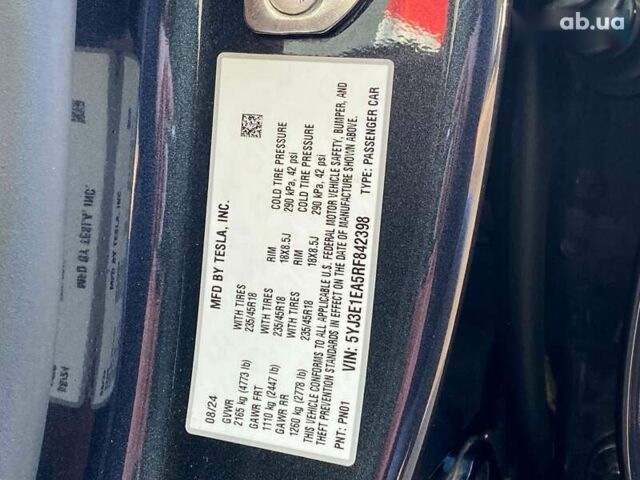 ab.ua
MFD BY TESLA, INC.
08/24
GVWR
2165 kg (4773 lb)
GAWR FRT WITH TIRES RIM COLD TIRE PRESSURE
1110 kg (2447 lb) 235/45R18 18X8.5J 290 kPa, 42 psi
GAWR RR WITH TIRES RIM COLD TIRE PRESSURE
1260 kg (2778 lb) 235/45R18 18X8.5J 290 kPa, 42 psi
THIS VEHICLE CONFORMS TO ALL APPLICABLE U.S. FEDERAL MOTOR VEHICLE SAFETY, BUMPER, AND
THEFT PREVENTION STANDARDS IN EFFECT ON THE DATE OF MANUFACTURE SHOWN ABOVE.
VIN: 5YJ3E1EA5RF842398
PNT: PN01 TYPE: PASSENGER CAR